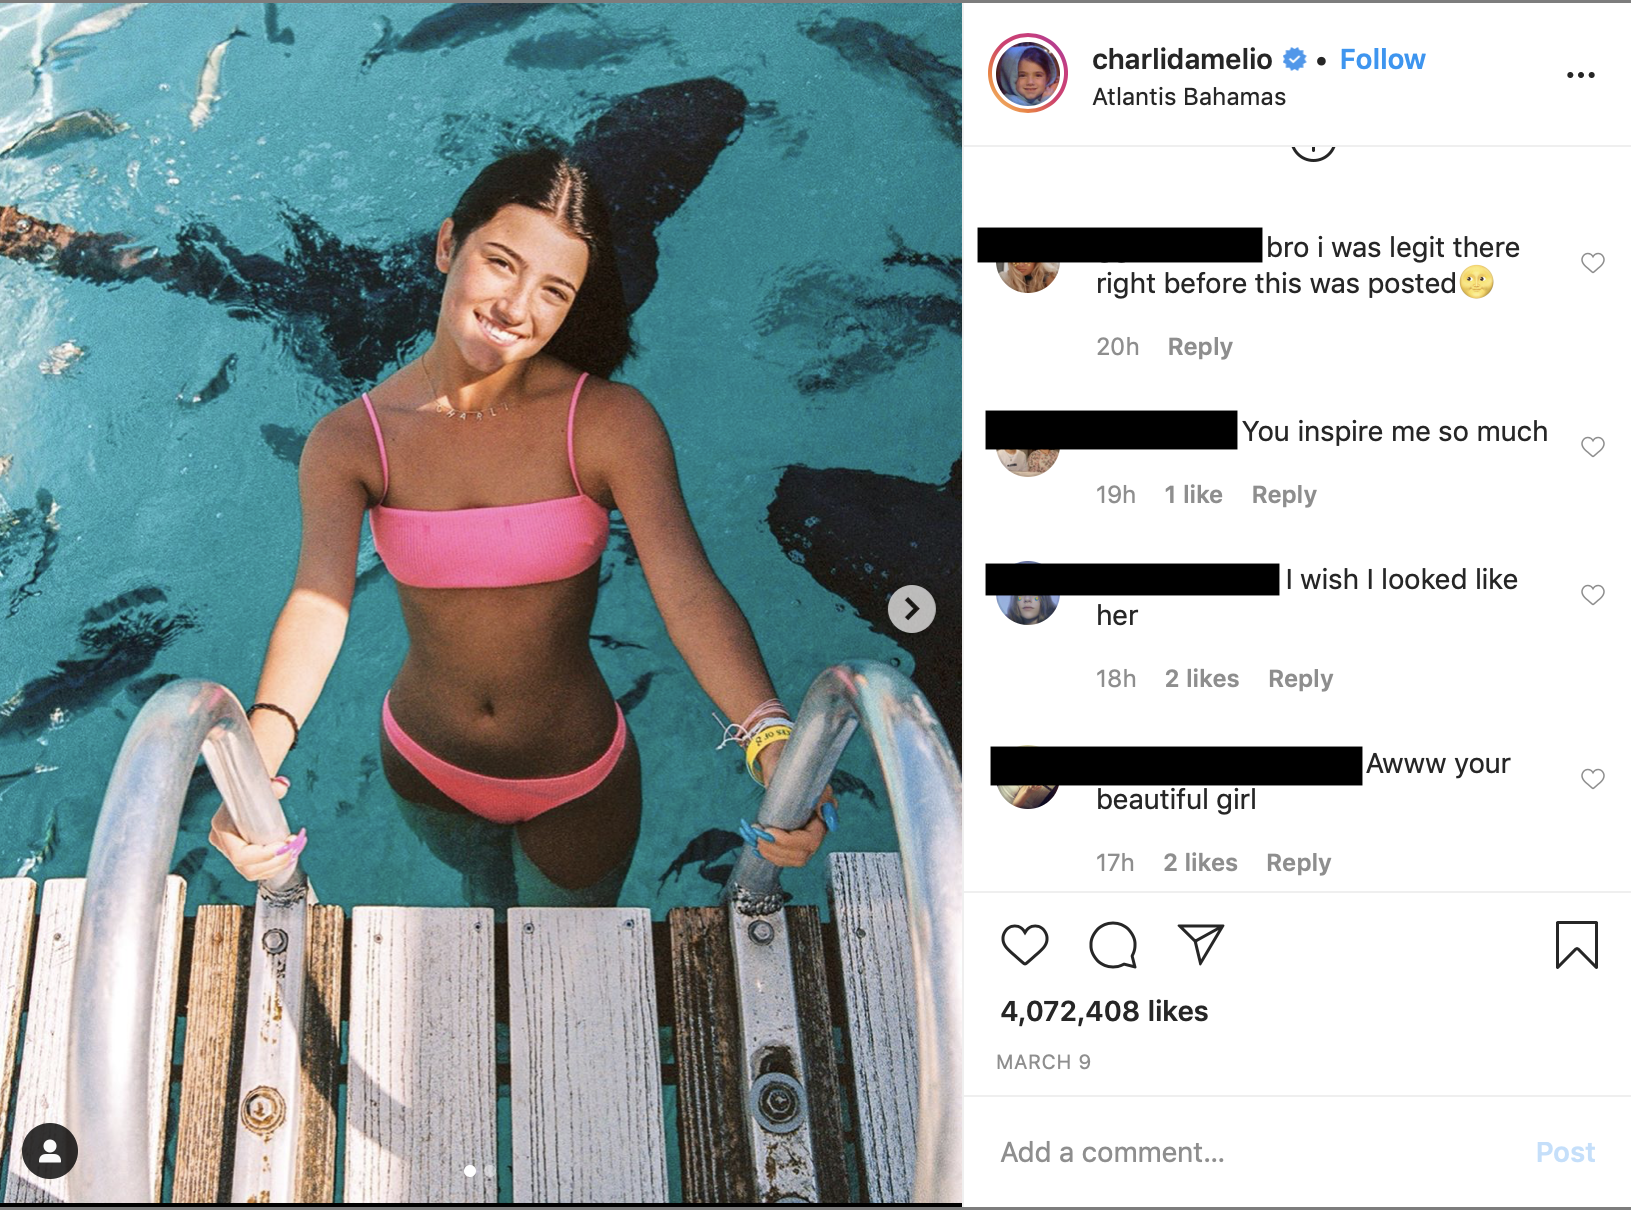 charlidamelio • Follow
Atlantis Bahamas
bro i was legit there
right before this was posted🌝
20h Reply
You inspire me so much
19h 1 like Reply
I wish I looked like
her
18h 2 likes Reply
Awww your
beautiful girl
17h 2 likes Reply
4,072,408 likes
MARCH 9
Add a comment... Post
CHARLI